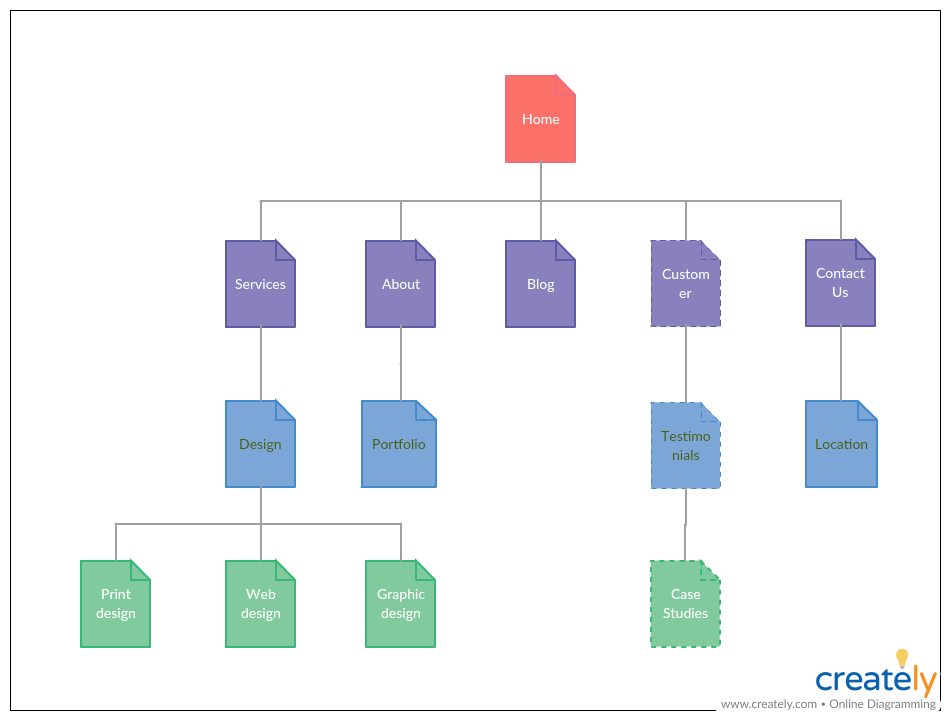 Home
Services
About
Blog
Custom
er
Contact
Us
Design
Portfolio
Testimo
nials
Location
Print
design
Web
design
Graphic
design
Case
Studies
creately
www.creately.com • Online Diagramming